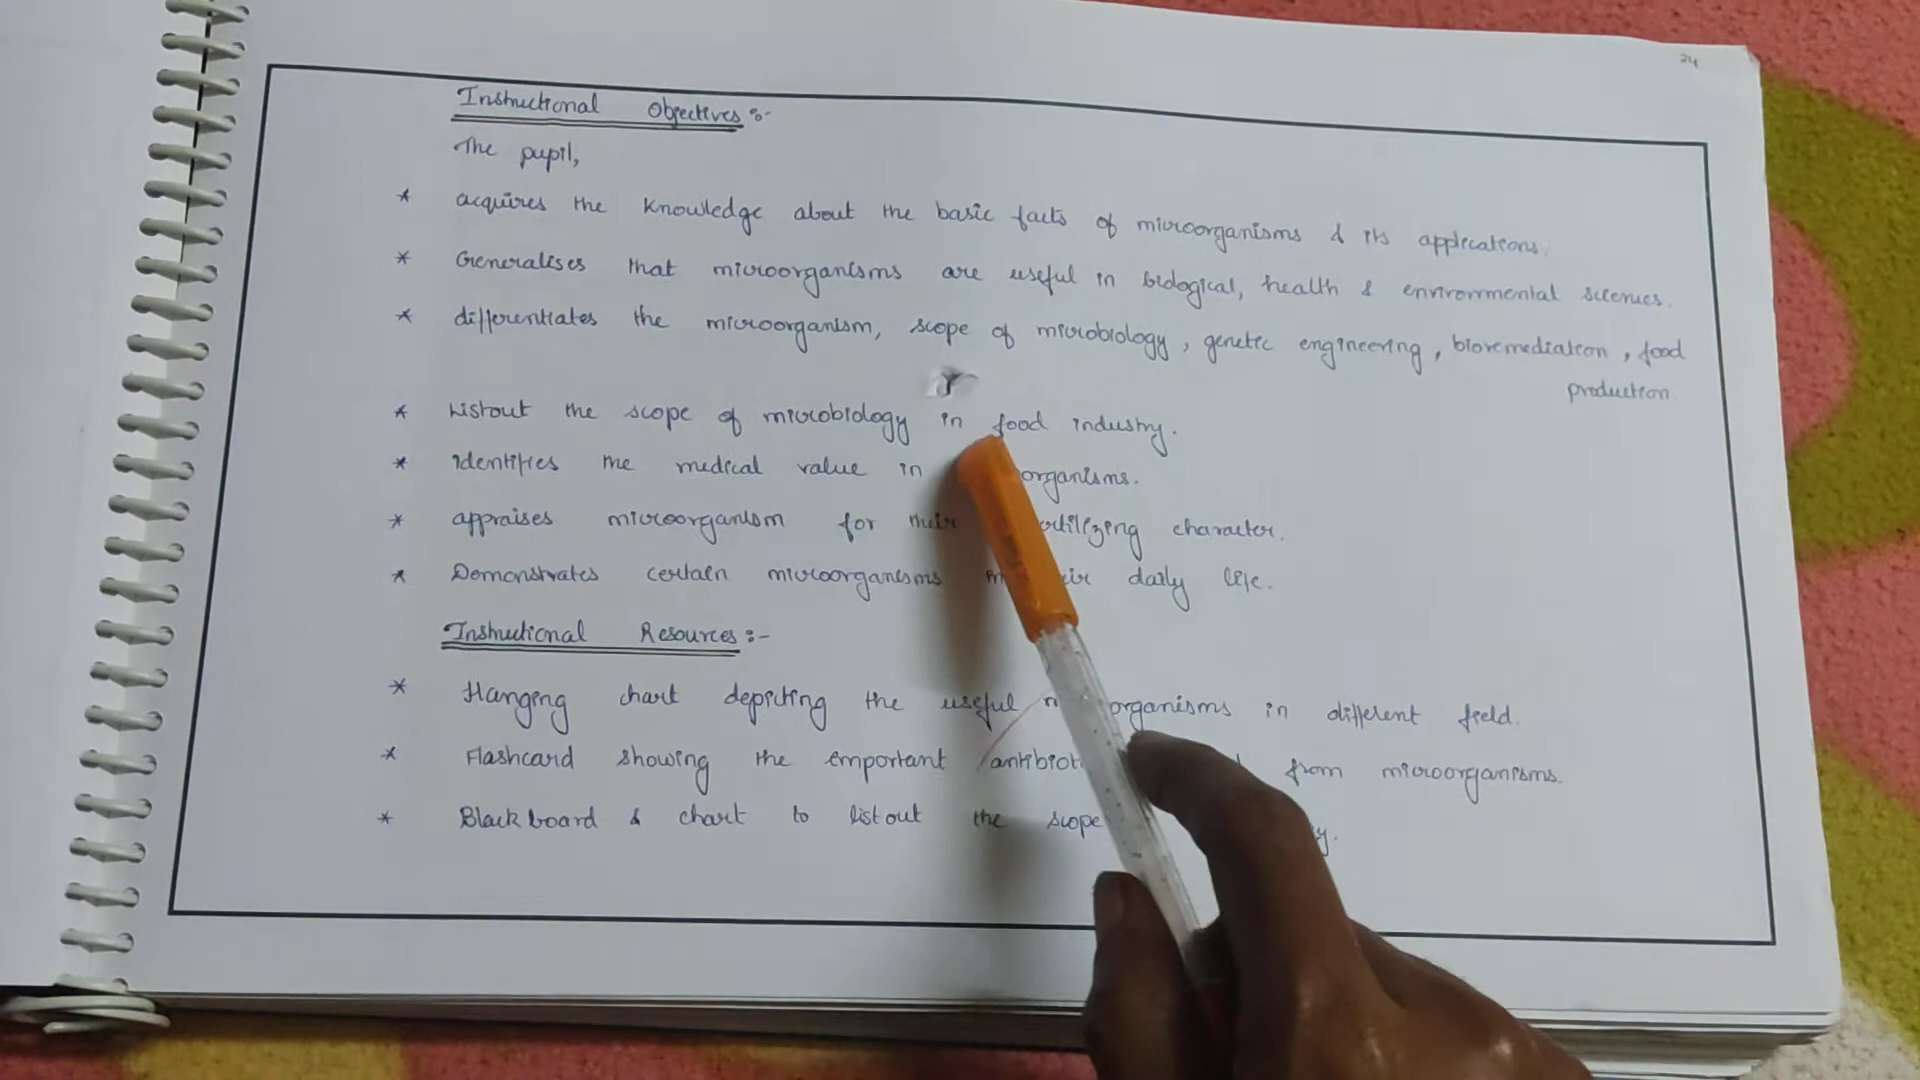 24
Instructional Objectives :-
The pupil,
* acquires the knowledge about the basic facts of microorganisms & its applications.
* Generalises that microorganisms are useful in biological, health & environmental sciences.
* differentiates the microorganism, scope of microbiology, genetic engineering, bioremediation, food
production.
* Listout the scope of microbiology in food industry.
* Identifies the medical value in organisms.
* appraises microorganism for their character.
* Demonstrates certain microorganisms daily life.
Instructional Resources :-
* Hanging chart depicting the useful organisms in different field.
* Flashcard showing the important from microorganisms.
* Black board & chart to list out the scope